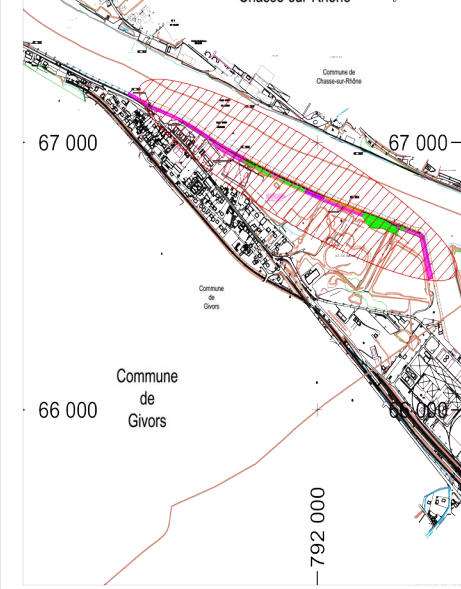 Chasse-sur-Rhône
Commune de
Chasse-sur-Rhône
67 000
67 000
Commune
de
Givors
Commune
de
Givors
66 000
66 000
792 000